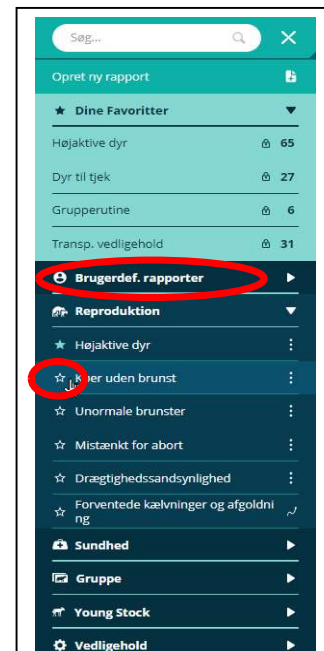 Søg...
Opret ny rapport
Dine Favoritter
Højaktive dyr 65
Dyr til tjek 27
Grupperutine 6
Transp. vedligehold 31
Brugerdef. rapporter
Reproduktion
Højaktive dyr
Køer uden brunst
Unormale brunster
Mistænkt for abort
Drægtighedssandsynlighed
Forventede kælvninger og afgoldni
ng
Sundhed
Gruppe
Young Stock
Vedligehold